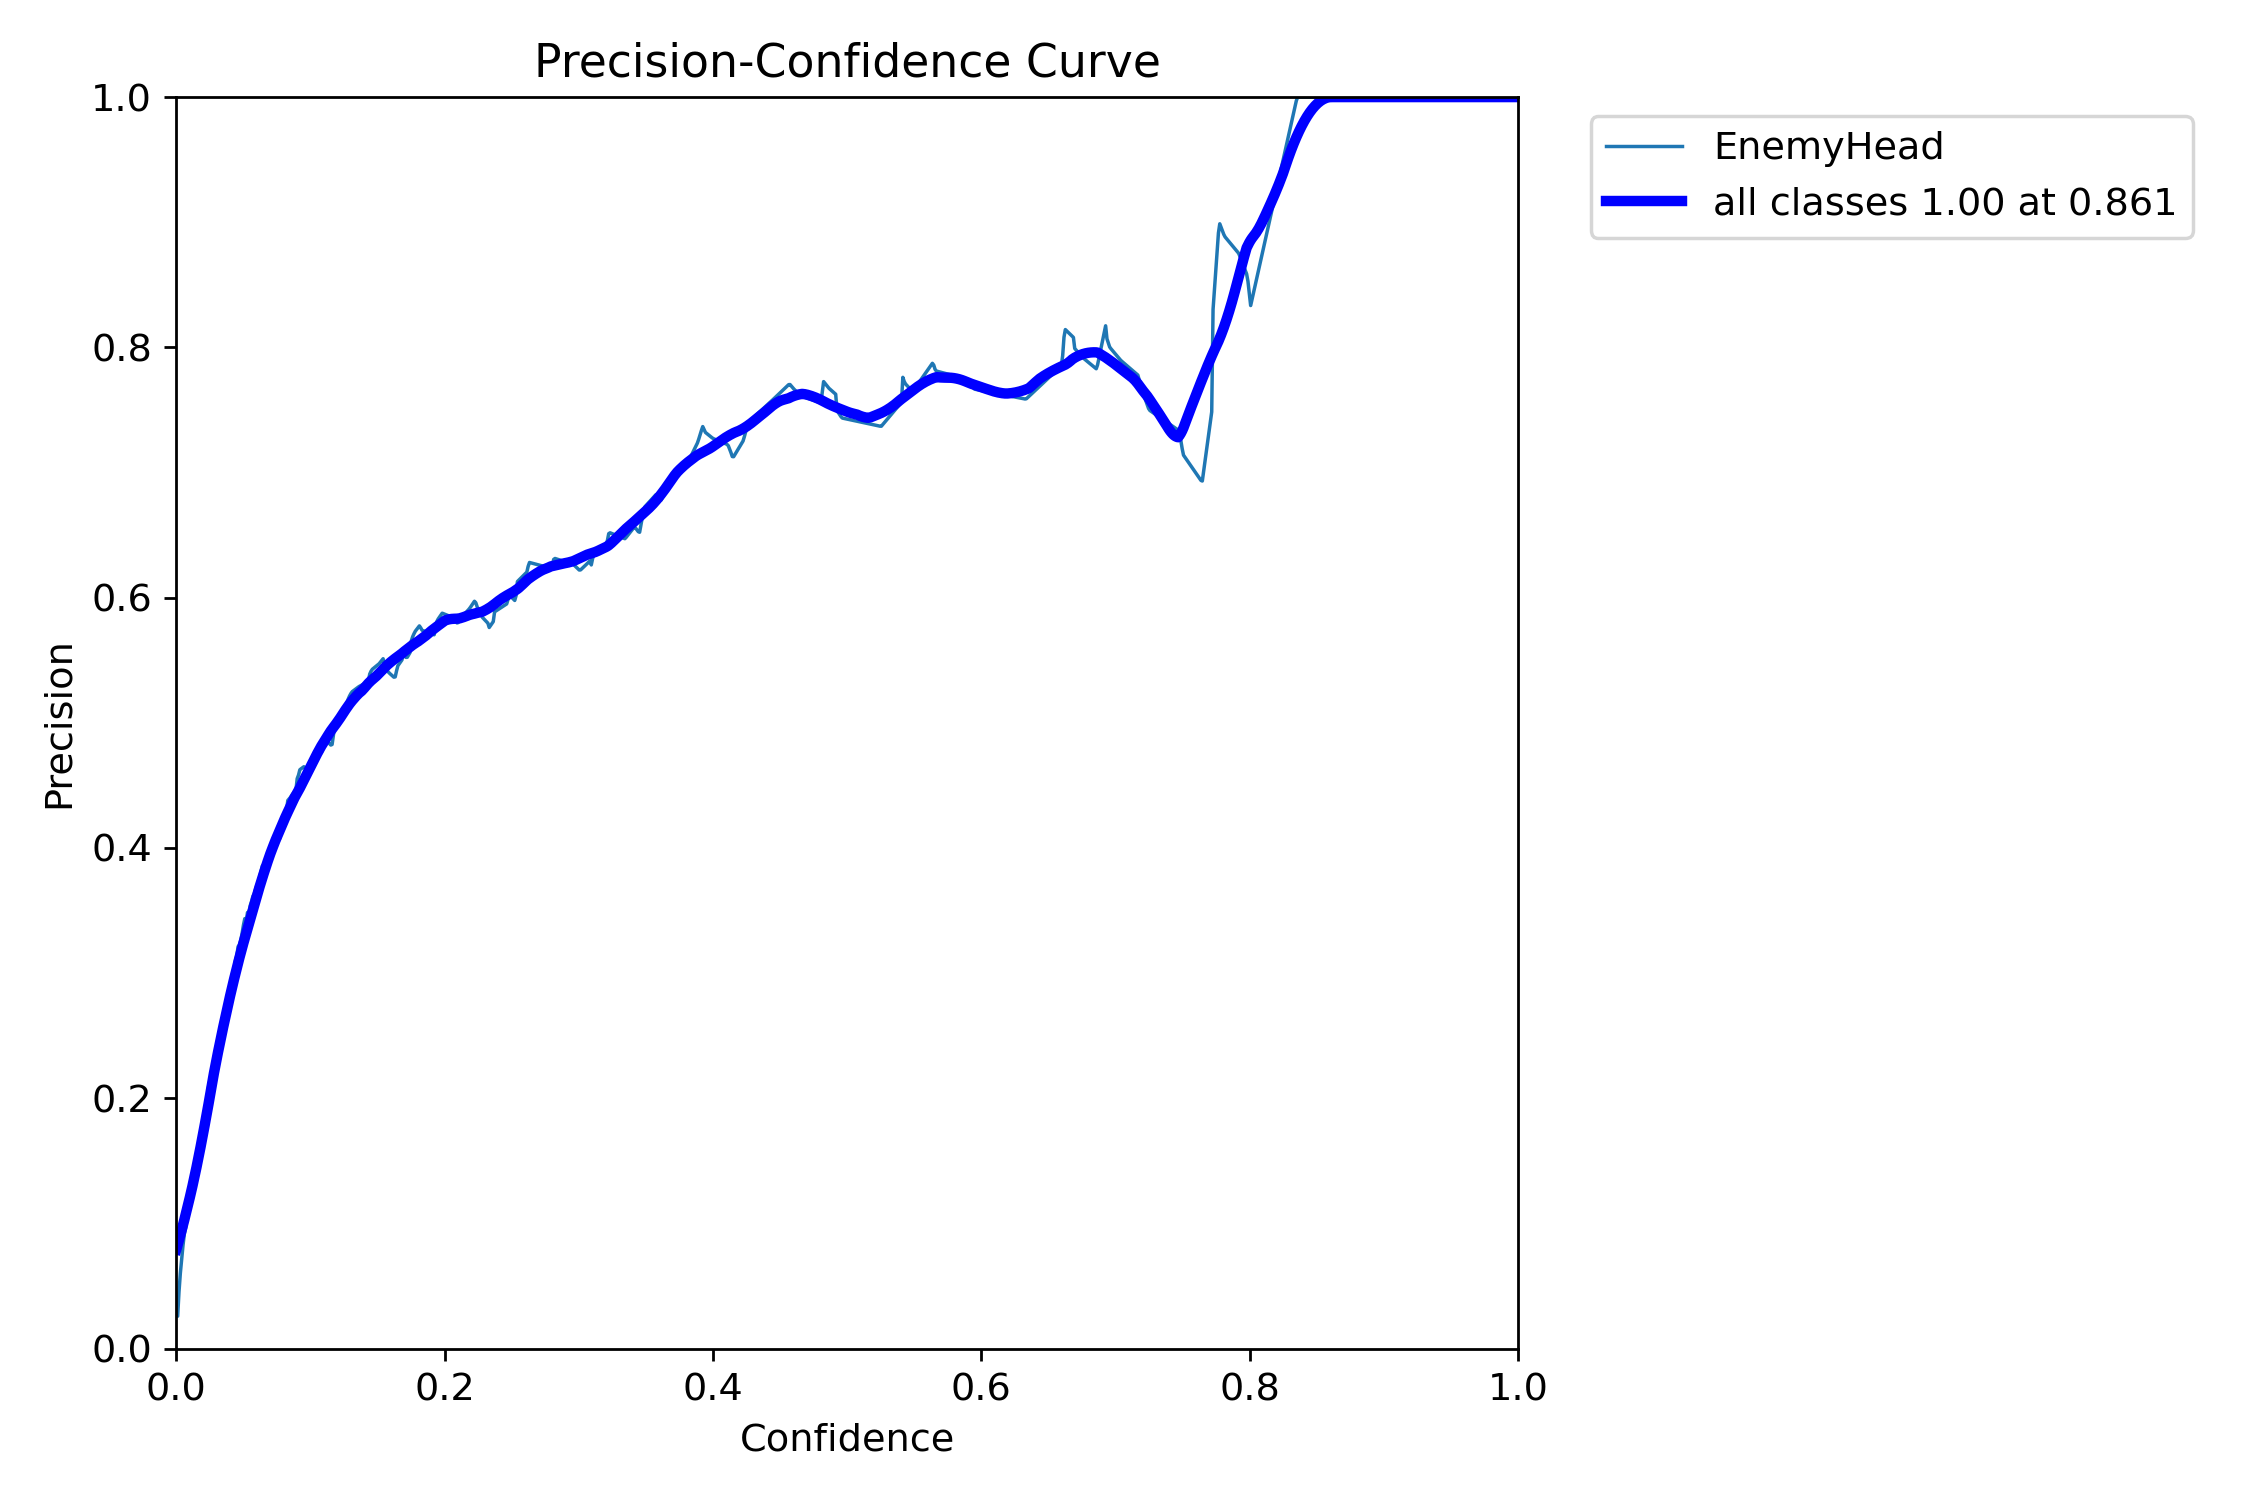 Precision-Confidence Curve
1.0
0.8
0.6
0.4
0.2
0.0
Precision
0.0 0.2 0.4 0.6 0.8 1.0
Confidence
EnemyHead
all classes 1.00 at 0.861